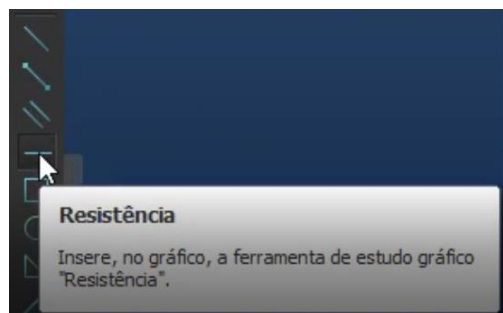 Resistência
Insere, no gráfico, a ferramenta de estudo gráfico
"Resistência".